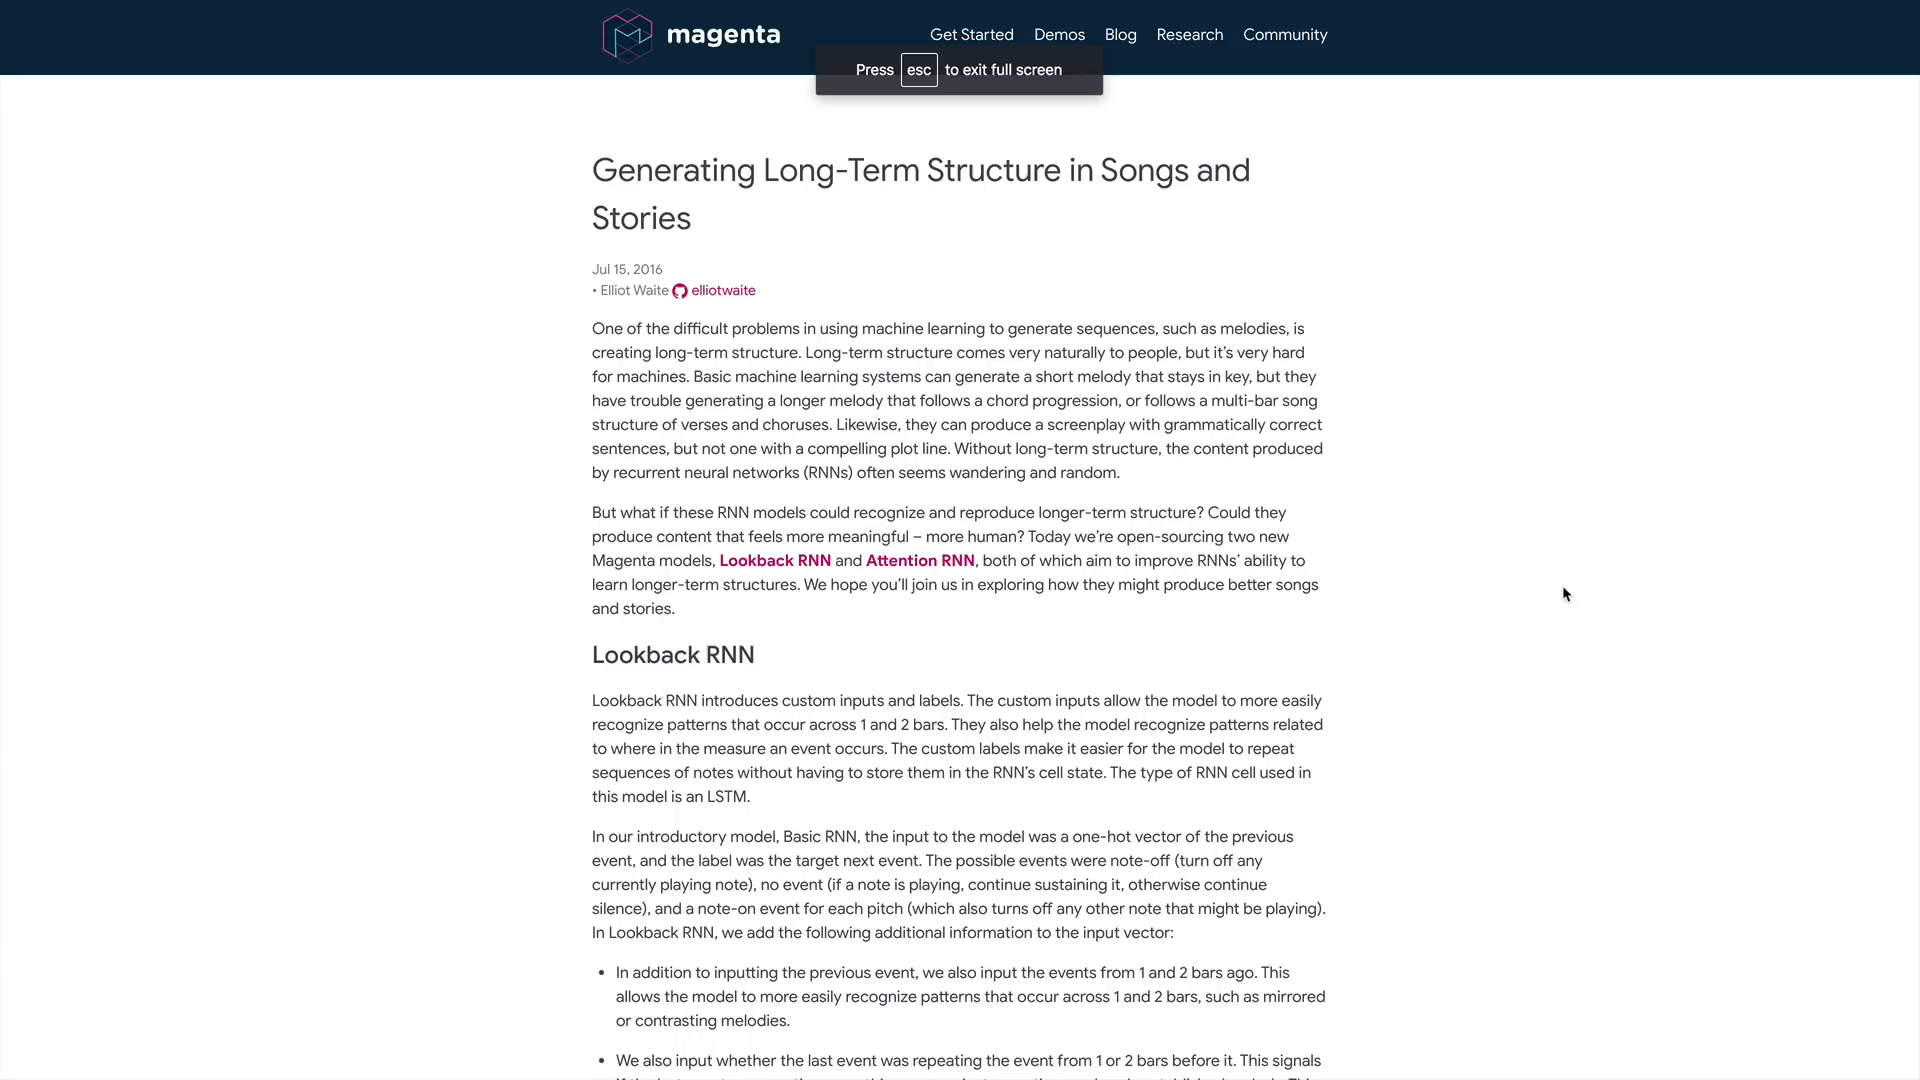 magenta
Get Started Demos Blog Research Community
Press esc to exit full screen
Generating Long-Term Structure in Songs and
Stories
Jul 15, 2016
• Elliot Waite elliotwaite
One of the difficult problems in using machine learning to generate sequences, such as melodies, is
creating long-term structure. Long-term structure comes very naturally to people, but it’s very hard
for machines. Basic machine learning systems can generate a short melody that stays in key, but they
have trouble generating a longer melody that follows a chord progression, or follows a multi-bar song
structure of verses and choruses. Likewise, they can produce a screenplay with grammatically correct
sentences, but not one with a compelling plot line. Without long-term structure, the content produced
by recurrent neural networks (RNNs) often seems wandering and random.
But what if these RNN models could recognize and reproduce longer-term structure? Could they
produce content that feels more meaningful – more human? Today we’re open-sourcing two new
Magenta models, Lookback RNN and Attention RNN, both of which aim to improve RNNs’ ability to
learn longer-term structures. We hope you’ll join us in exploring how they might produce better songs
and stories.
Lookback RNN
Lookback RNN introduces custom inputs and labels. The custom inputs allow the model to more easily
recognize patterns that occur across 1 and 2 bars. They also help the model recognize patterns related
to where in the measure an event occurs. The custom labels make it easier for the model to repeat
sequences of notes without having to store them in the RNN’s cell state. The type of RNN cell used in
this model is an LSTM.
In our introductory model, Basic RNN, the input to the model was a one-hot vector of the previous
event, and the label was the target next event. The possible events were note-off (turn off any
currently playing note), no event (if a note is playing, continue sustaining it, otherwise continue
silence), and a note-on event for each pitch (which also turns off any other note that might be playing).
In Lookback RNN, we add the following additional information to the input vector:
• In addition to inputting the previous event, we also input the events from 1 and 2 bars ago. This
allows the model to more easily recognize patterns that occur across 1 and 2 bars, such as mirrored
or contrasting melodies.
• We also input whether the last event was repeating the event from 1 or 2 bars before it. This signals